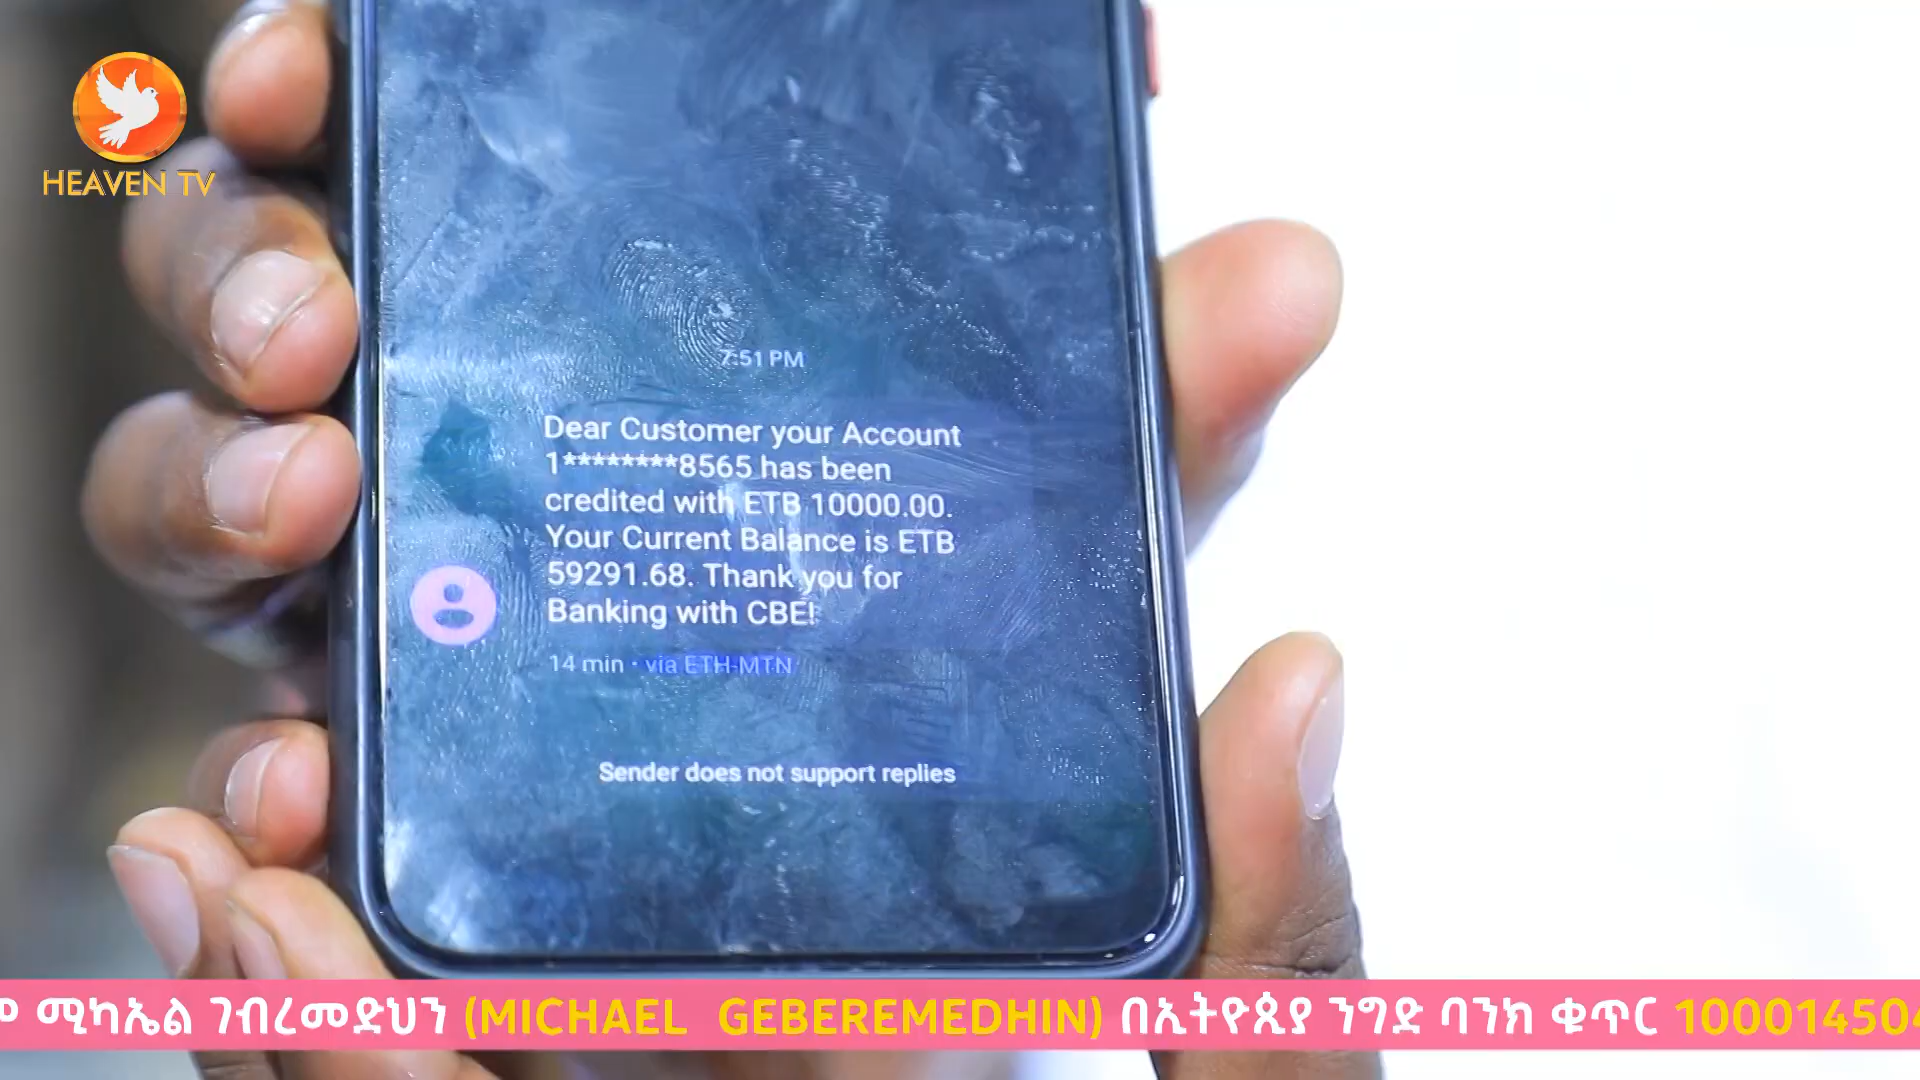 HEAVEN TV
7:51 PM
Dear Customer your Account
1********8565 has been
credited with ETB 10000.00.
Your Current Balance is ETB
59291.68. Thank you for
Banking with CBE!
14 min · via ETH-MTN
Sender does not support replies
ሚካኤል ገብረመድህን (MICHAEL GEBEREMEDHIN) በኢትዮጵያ ንግድ ባንክ ቁጥር 100014504